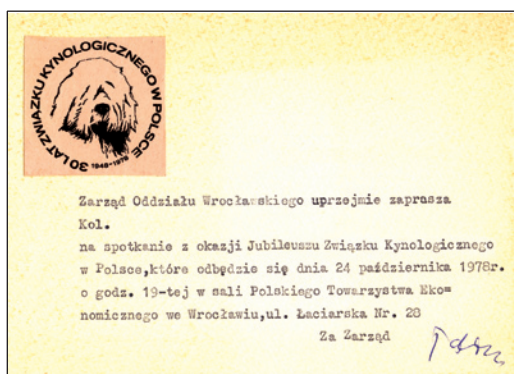 30 LAT ZWIĄZKU KYNOLOGICZNEGO W POLSCE
1948-1978
Zarząd Oddziału Wrocławskiego uprzejmie zaprasza
Kol.
na spotkanie z okazji Jubileuszu Związku Kynologicznego
w Polsce,które odbędzie się dnia 24 października 1978r.
o godz. 19-tej w sali Polskiego Towarzystwa Eko=
nomicznego we Wrocławiu,ul. Łaciarska Nr. 28
Za Zarząd